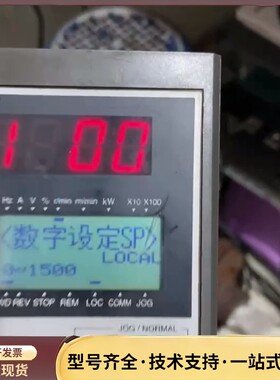 1 00
Hz A V % r/min m/min kW X10 X100
<数字设定SP>
LOCAL
0~1500
REV STOP REM LOC COMM JOG
JOG / NORMAL
开发票
现货
型号齐全·技术支持·一站式